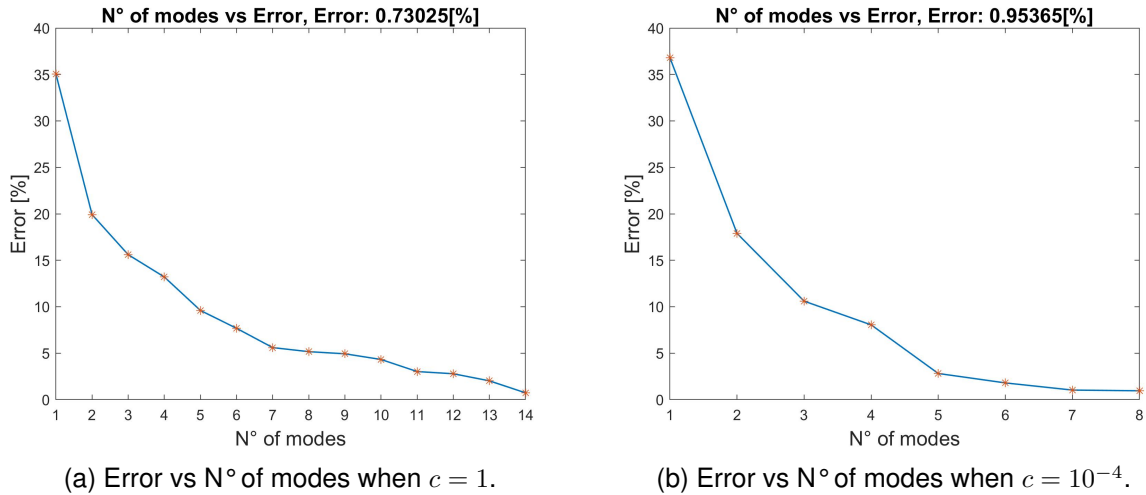 N° of modes vs Error, Error: 0.73025[%]
40
35
30
25
20
15
10
5
0
Error [%]
1 2 3 4 5 6 7 8 9 10 11 12 13 14
N° of modes
(a) Error vs N° of modes when c = 1.
N° of modes vs Error, Error: 0.95365[%]
40
35
30
25
20
15
10
5
0
Error [%]
1 2 3 4 5 6 7 8
N° of modes
(b) Error vs N° of modes when c = 10⁻⁴.